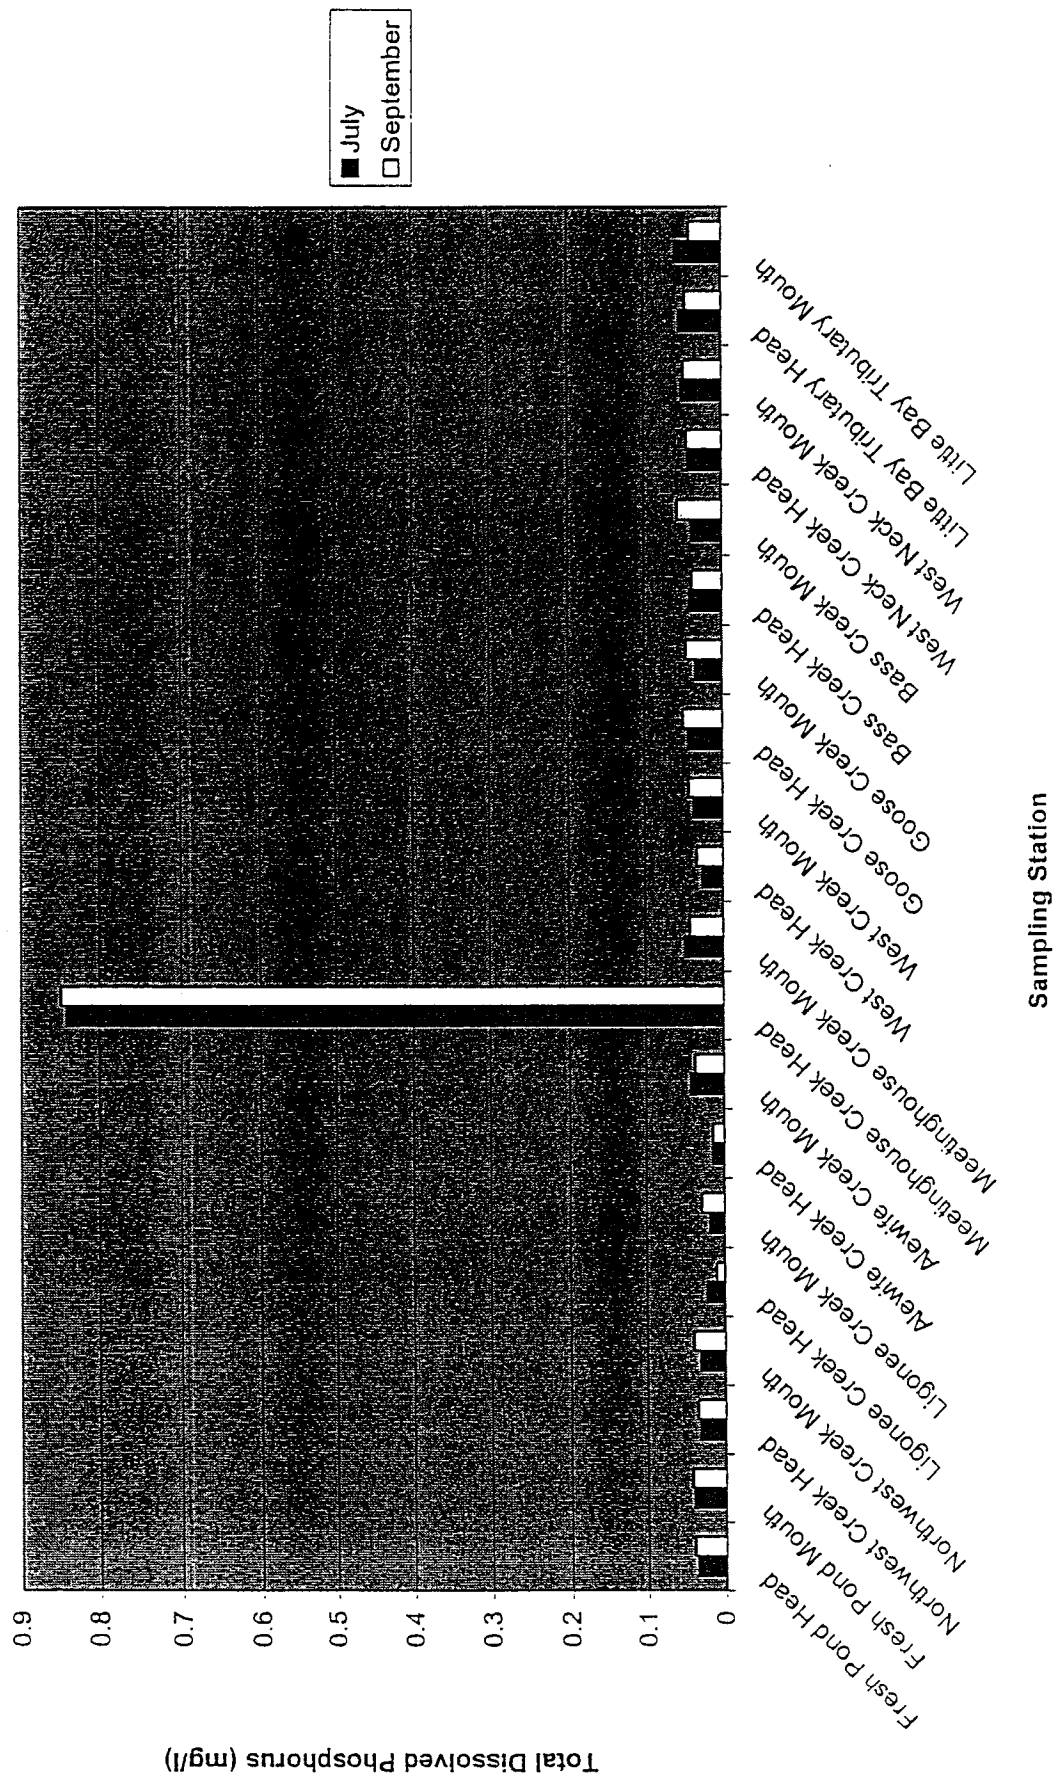 Total Dissolved Phosphorus (mg/l)
0.9
0.8
0.7
0.6
0.5
0.4
0.3
0.2
0.1
0
Fresh Pond Head
Fresh Pond Mouth
Northwest Creek Head
Northwest Creek Mouth
Ligonee Creek Head
Ligonee Creek Mouth
Alewife Creek Head
Alewife Creek Mouth
Meetinghouse Creek Head
Meetinghouse Creek Mouth
West Creek Head
West Creek Mouth
Goose Creek Head
Goose Creek Mouth
Bass Creek Head
Bass Creek Mouth
West Neck Creek Head
West Neck Creek Mouth
Little Bay Tributary Head
Little Bay Tributary Mouth
Sampling Station
July
September